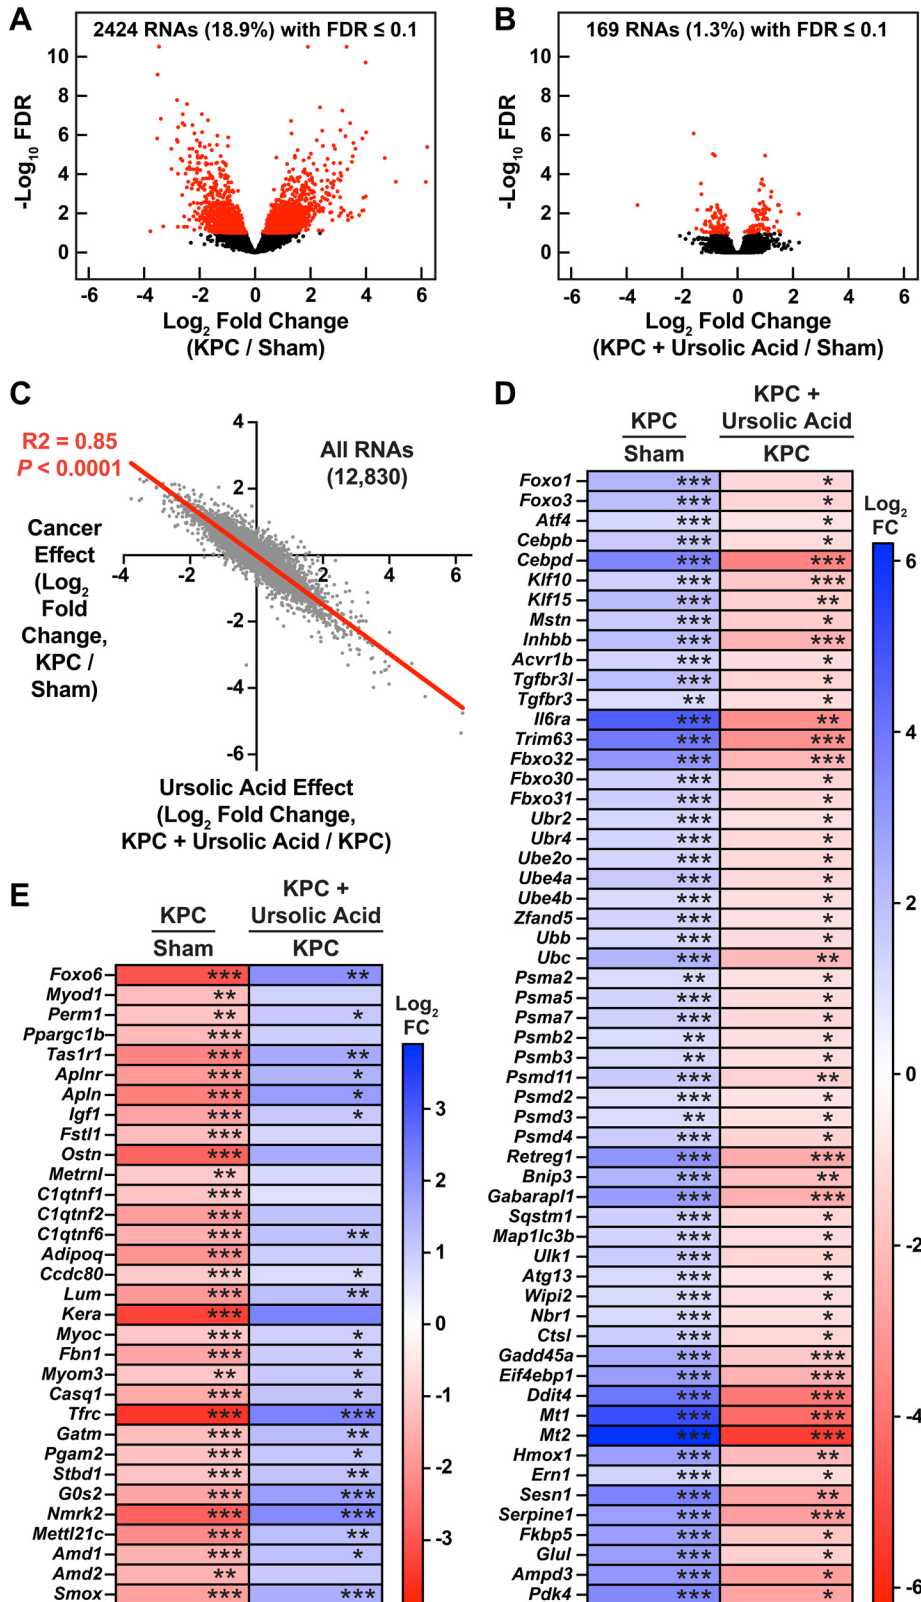 A
2424 RNAs (18.9%) with FDR ≤ 0.1
-Log10 FDR
10
8
6
4
2
0
-6 -4 -2 0 2 4 6
Log2 Fold Change
(KPC / Sham)
B
169 RNAs (1.3%) with FDR ≤ 0.1
-Log10 FDR
10
8
6
4
2
0
-6 -4 -2 0 2 4 6
Log2 Fold Change
(KPC + Ursolic Acid / Sham)
C
R2 = 0.85
P < 0.0001
All RNAs
(12,830)
Cancer
Effect
(Log2
Fold
Change,
KPC /
Sham)
4
2
-2
-4
-6
-4 -2 2 4 6
Ursolic Acid Effect
(Log2 Fold Change,
KPC + Ursolic Acid / KPC)
D
KPC
Sham
KPC +
Ursolic Acid
KPC
Foxo1 *** *
Foxo3 *** *
Atf4 *** *
Cebpb *** *
Cebpd *** ***
Klf10 *** ***
Klf15 *** **
Mstn *** *
Inhbb *** ***
Acvr1b *** *
Tgfbr3l *** *
Tgfbr3 ** *
Il6ra *** **
Trim63 *** ***
Fbxo32 *** ***
Fbxo30 *** *
Fbxo31 *** *
Ubr2 *** *
Ubr4 *** *
Ube2o *** *
Ube4a *** *
Ube4b *** *
Zfand5 *** *
Ubb *** *
Ubc *** **
Psma2 ** *
Psma5 *** *
Psma7 *** *
Psmb2 ** *
Psmb3 ** *
Psmd11 *** **
Psmd2 *** *
Psmd3 ** *
Psmd4 *** *
Retreg1 *** ***
Bnip3 *** **
Gabarapl1 *** ***
Sqstm1 *** *
Map1lc3b *** *
Ulk1 *** *
Atg13 *** *
Wipi2 *** *
Nbr1 *** *
Ctsl *** *
Gadd45a *** ***
Eif4ebp1 *** ***
Ddit4 *** ***
Mt1 *** ***
Mt2 *** ***
Hmox1 *** **
Ern1 *** *
Sesn1 *** **
Serpine1 *** ***
Fkbp5 *** *
Glul *** *
Ampd3 *** *
Pdk4 *** *
Log2
FC
6
4
2
0
-2
-4
-6
E
KPC
Sham
KPC +
Ursolic Acid
KPC
Foxo6 *** **
Myod1 **
Perm1 ** *
Ppargc1b ***
Tas1r1 *** **
Aplnr *** *
Apln *** *
Igf1 *** *
Fstl1 ***
Ostn ***
Metrnl **
C1qtnf1 ***
C1qtnf2 ***
C1qtnf6 *** **
Adipoq ***
Ccdc80 *** *
Lum *** **
Kera ***
Myoc *** *
Fbn1 *** *
Myom3 ** *
Casq1 *** *
Tfrc *** ***
Gatm *** **
Pgam2 *** *
Stbd1 *** **
G0s2 *** ***
Nmrk2 *** ***
Mettl21c *** **
Amd1 *** *
Amd2 **
Smox *** ***
Log2
FC
3
2
1
0
-1
-2
-3